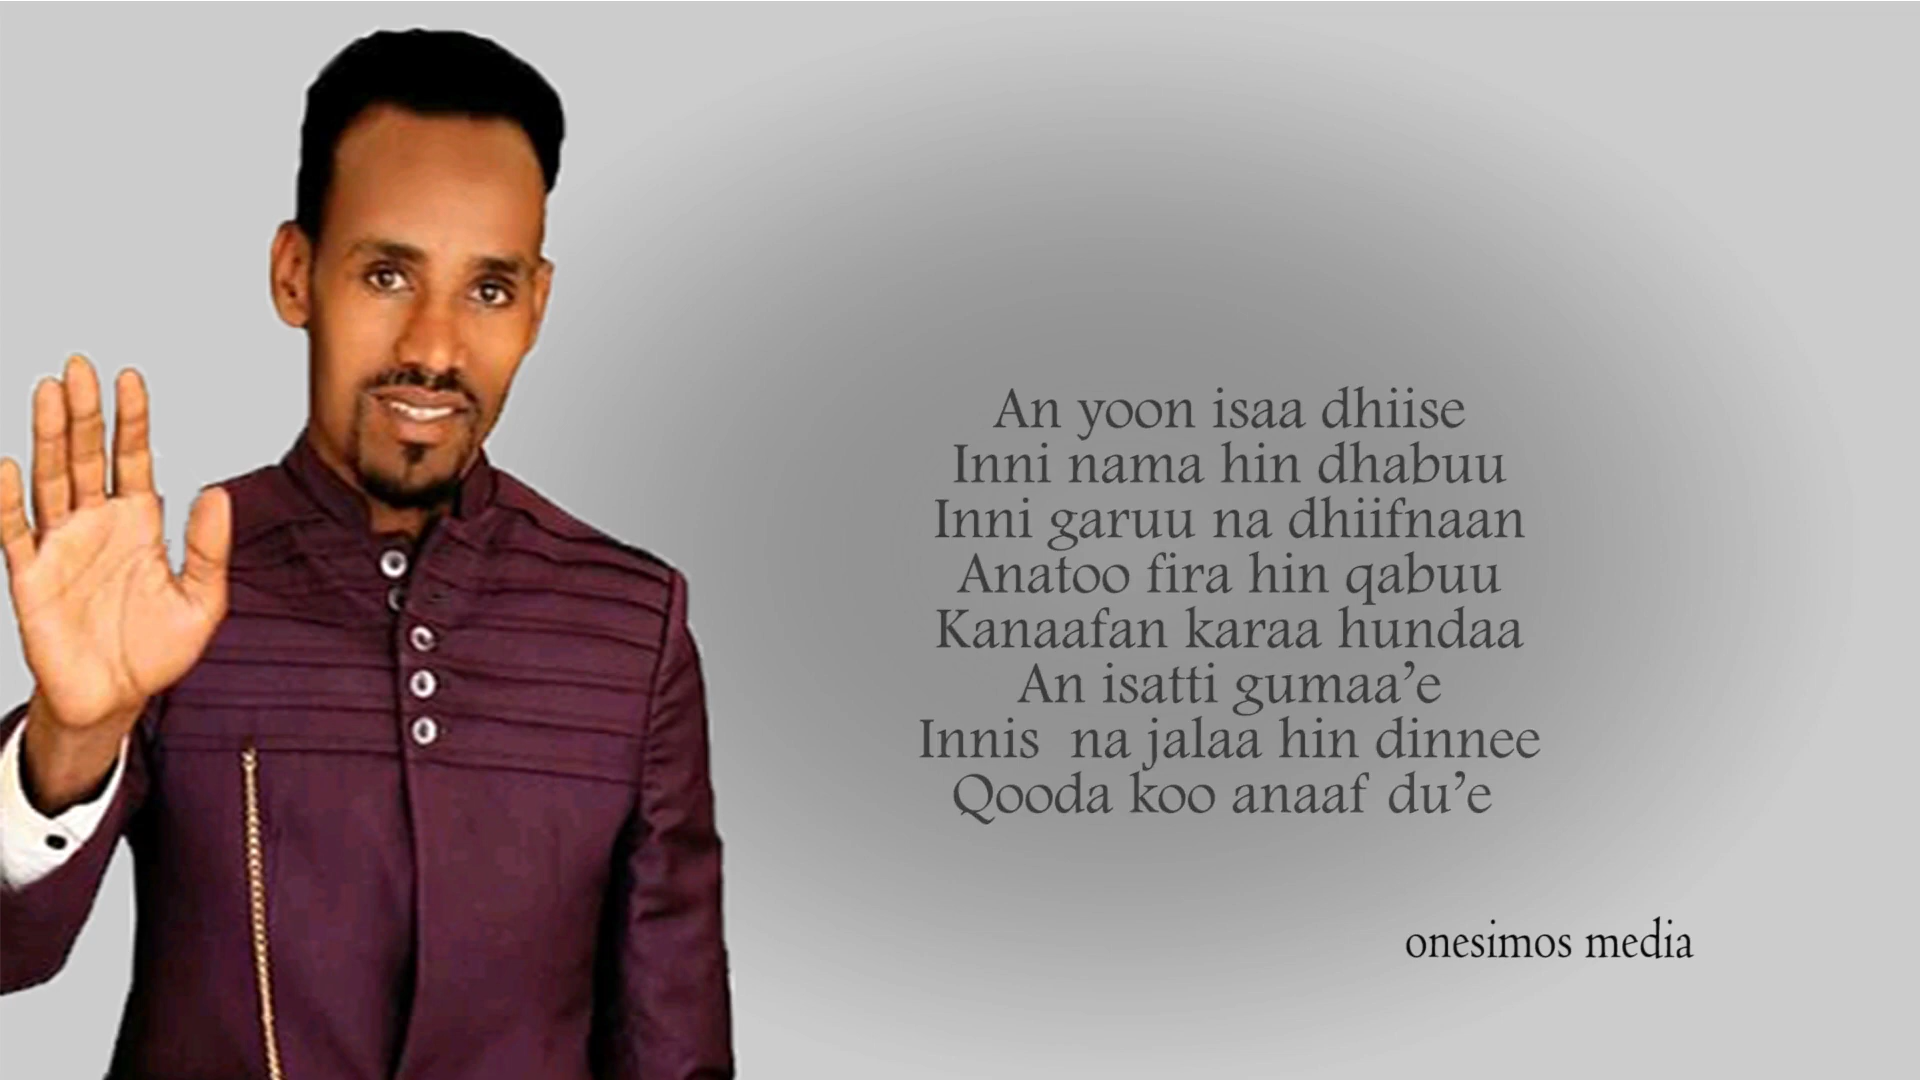 An yoon isaa dhiise
Inni nama hin dhabuu
Inni garuu na dhiifnaan
Anatoo fira hin qabuu
Kanaafan karaa hundaa
An isatti gumaa’e
Innis na jalaa hin dinnee
Qooda koo anaaf du’e
onesimos media